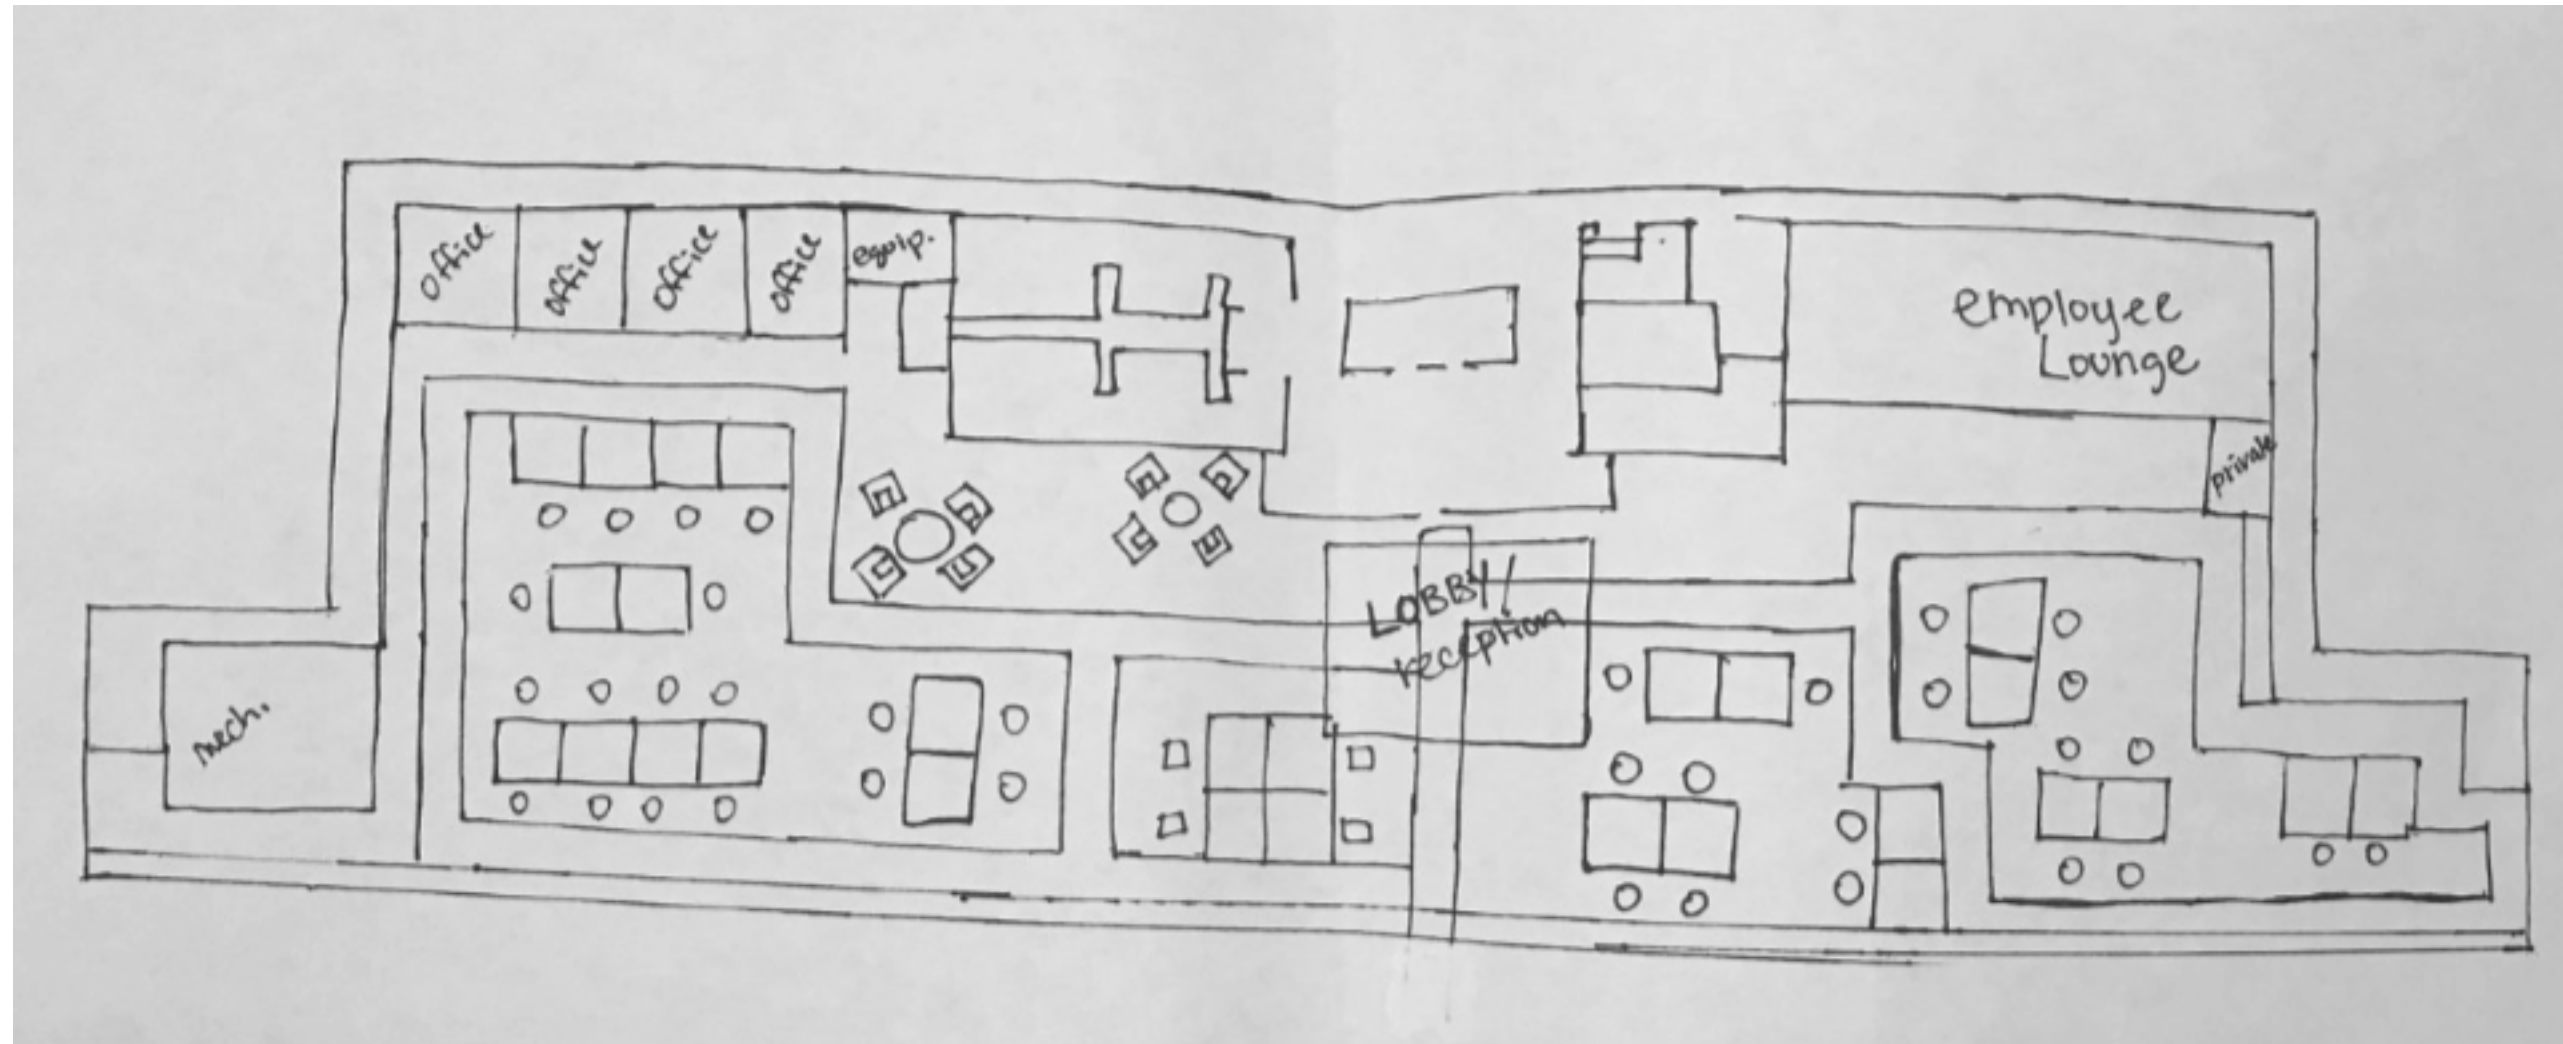 office
office
office
office
equip.
employee
Lounge
private
LOBBY/
reception
mech.